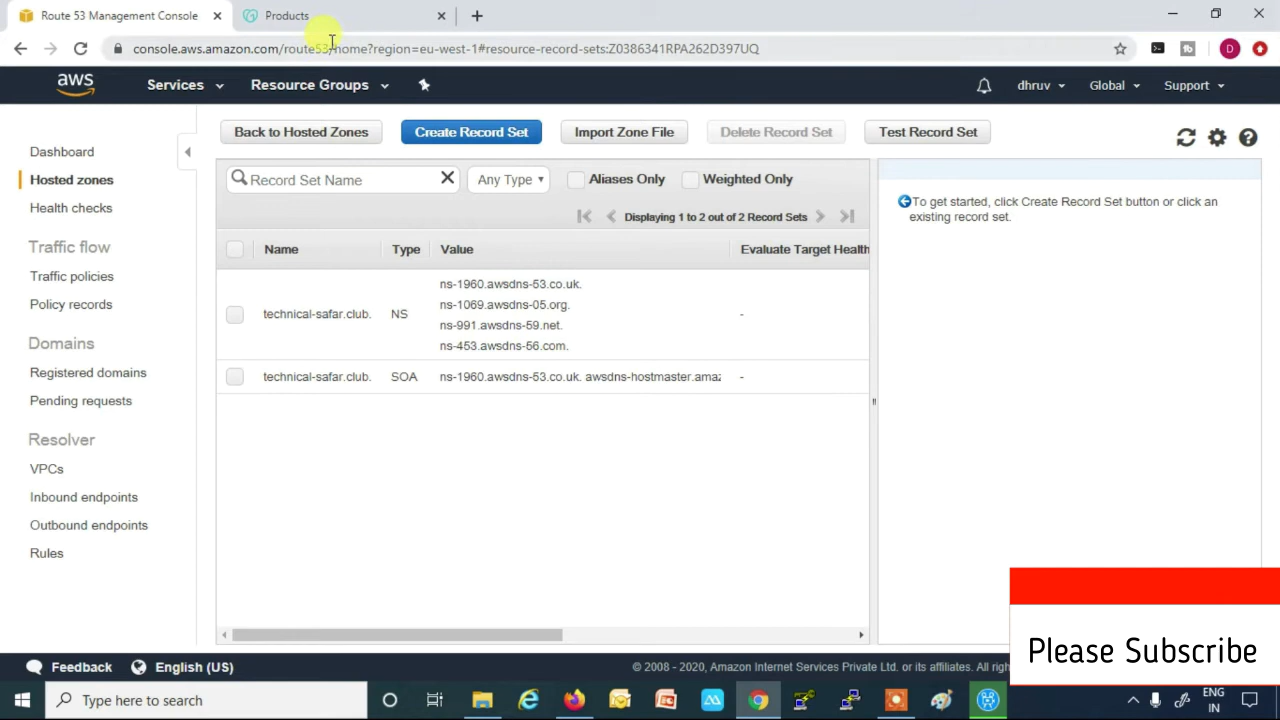 Route 53 Management Console
Products
console.aws.amazon.com/route53/home?region=eu-west-1#resource-record-sets:Z0386341RPA262D397UQ
D
aws
Services
Resource Groups
dhruv
Global
Support
Dashboard
Hosted zones
Health checks
Traffic flow
Traffic policies
Policy records
Domains
Registered domains
Pending requests
Resolver
VPCs
Inbound endpoints
Outbound endpoints
Rules
Back to Hosted Zones
Create Record Set
Import Zone File
Delete Record Set
Test Record Set
Record Set Name
Any Type
Aliases Only
Weighted Only
Displaying 1 to 2 out of 2 Record Sets
Name Type Value Evaluate Target Health
technical-safar.club. NS
ns-1960.awsdns-53.co.uk.
ns-1069.awsdns-05.org.
ns-991.awsdns-59.net.
ns-453.awsdns-56.com.
-
technical-safar.club. SOA ns-1960.awsdns-53.co.uk. awsdns-hostmaster.amaz -
To get started, click Create Record Set button or click an
existing record set.
Please Subscribe
Feedback
English (US)
© 2008 - 2020, Amazon Internet Services Private Ltd. or its affiliates. All righ
Type here to search
ENG
IN